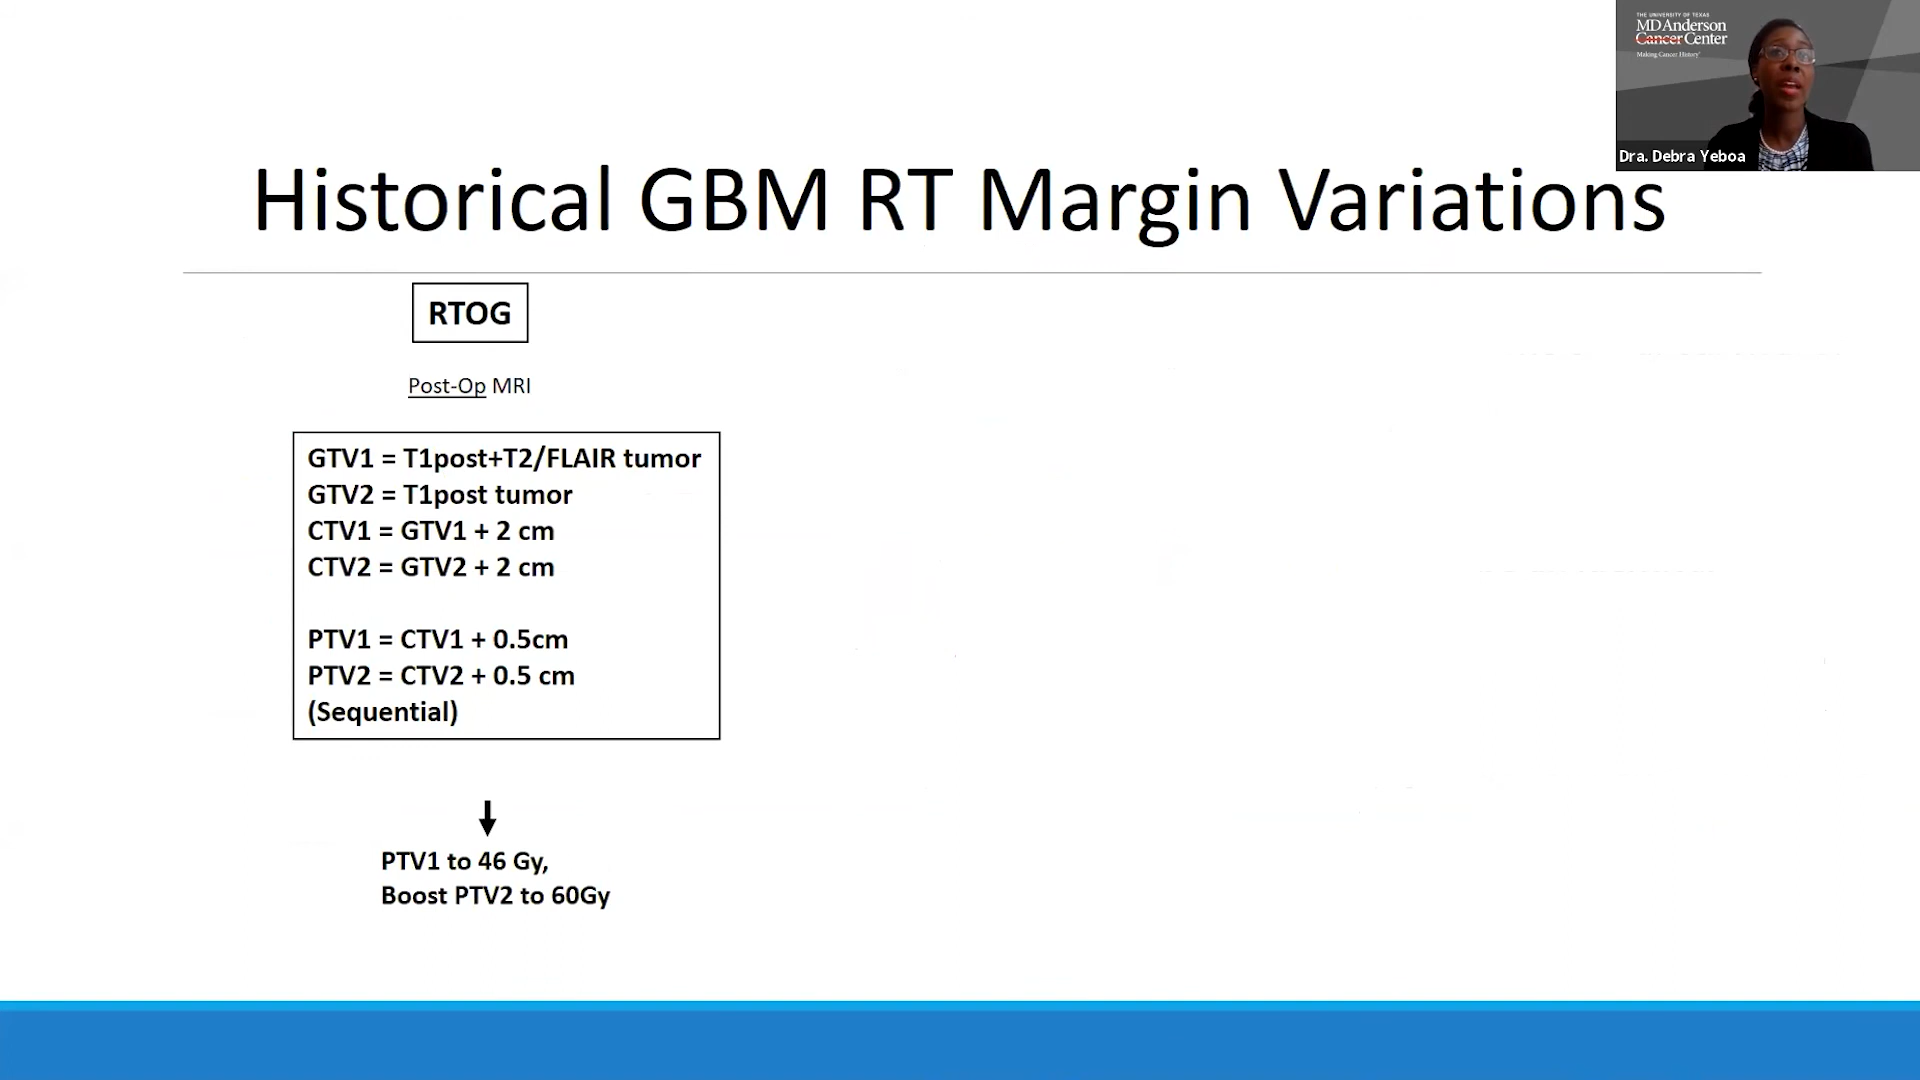 THE UNIVERSITY OF TEXAS
MD Anderson
Cancer Center
Making Cancer History®
Dra. Debra Yeboa
Historical GBM RT Margin Variations
RTOG
Post-Op MRI
GTV1 = T1post+T2/FLAIR tumor
GTV2 = T1post tumor
CTV1 = GTV1 + 2 cm
CTV2 = GTV2 + 2 cm
PTV1 = CTV1 + 0.5cm
PTV2 = CTV2 + 0.5 cm
(Sequential)
PTV1 to 46 Gy,
Boost PTV2 to 60Gy